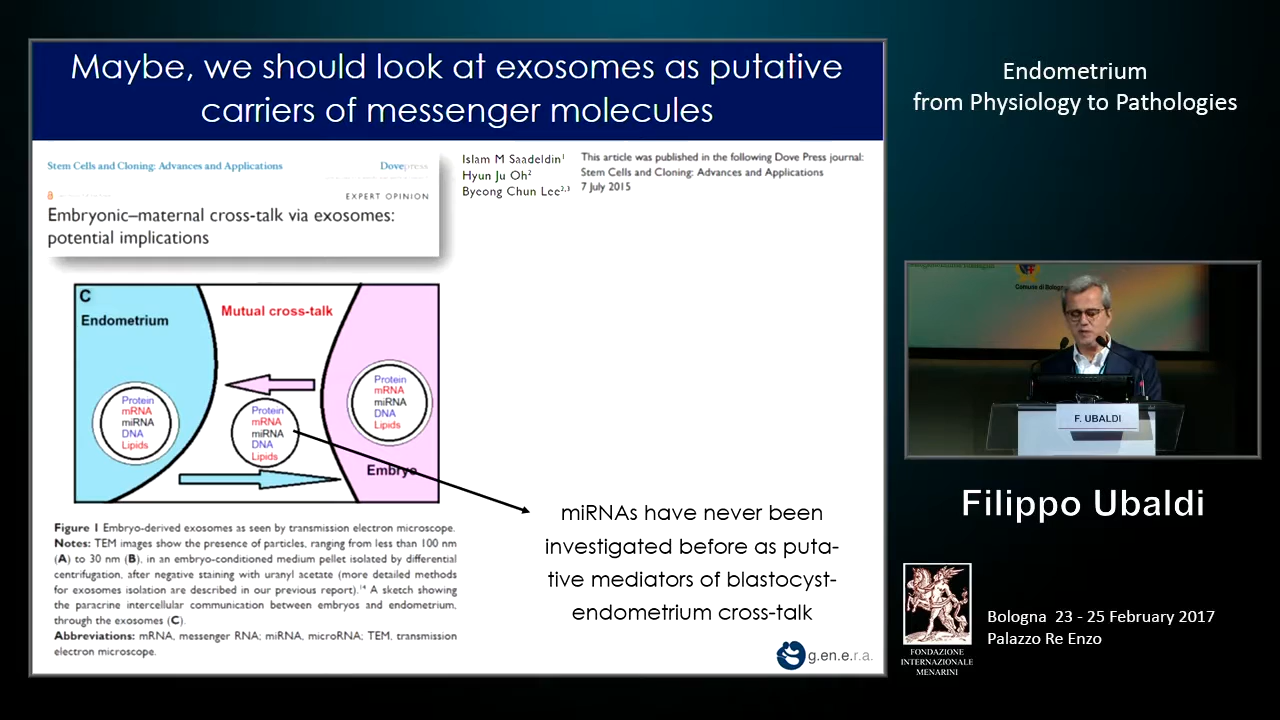 Maybe, we should look at exosomes as putative
carriers of messenger molecules
Stem Cells and Cloning: Advances and Applications
Dovepress
EXPERT OPINION
Embryonic–maternal cross-talk via exosomes:
potential implications
Islam M Saadeldin¹
Hyun Ju Oh²
Byeong Chun Lee²,³
This article was published in the following Dove Press journal:
Stem Cells and Cloning: Advances and Applications
7 July 2015
C
Endometrium
Mutual cross-talk
Protein
mRNA
miRNA
DNA
Lipids
Protein
mRNA
miRNA
DNA
Lipids
Protein
mRNA
miRNA
DNA
Lipids
Embryo
Figure 1 Embryo-derived exosomes as seen by transmission electron microscope.
Notes: TEM images show the presence of particles, ranging from less than 100 nm
(A) to 30 nm (B), in an embryo-conditioned medium pellet isolated by differential
centrifugation, after negative staining with uranyl acetate (more detailed methods
for exosomes isolation are described in our previous report).¹⁴ A sketch showing
the paracrine intercellular communication between embryos and endometrium,
through the exosomes (C).
Abbreviations: mRNA, messenger RNA; miRNA, microRNA; TEM, transmission
electron microscope.
miRNAs have never been
investigated before as puta-
tive mediators of blastocyst-
endometrium cross-talk
g.en.e.r.a.
Endometrium
from Physiology to Pathologies
Comune di Bologna
F. UBALDI
Filippo Ubaldi
FONDAZIONE
INTERNAZIONALE
MENARINI
Bologna 23 - 25 February 2017
Palazzo Re Enzo